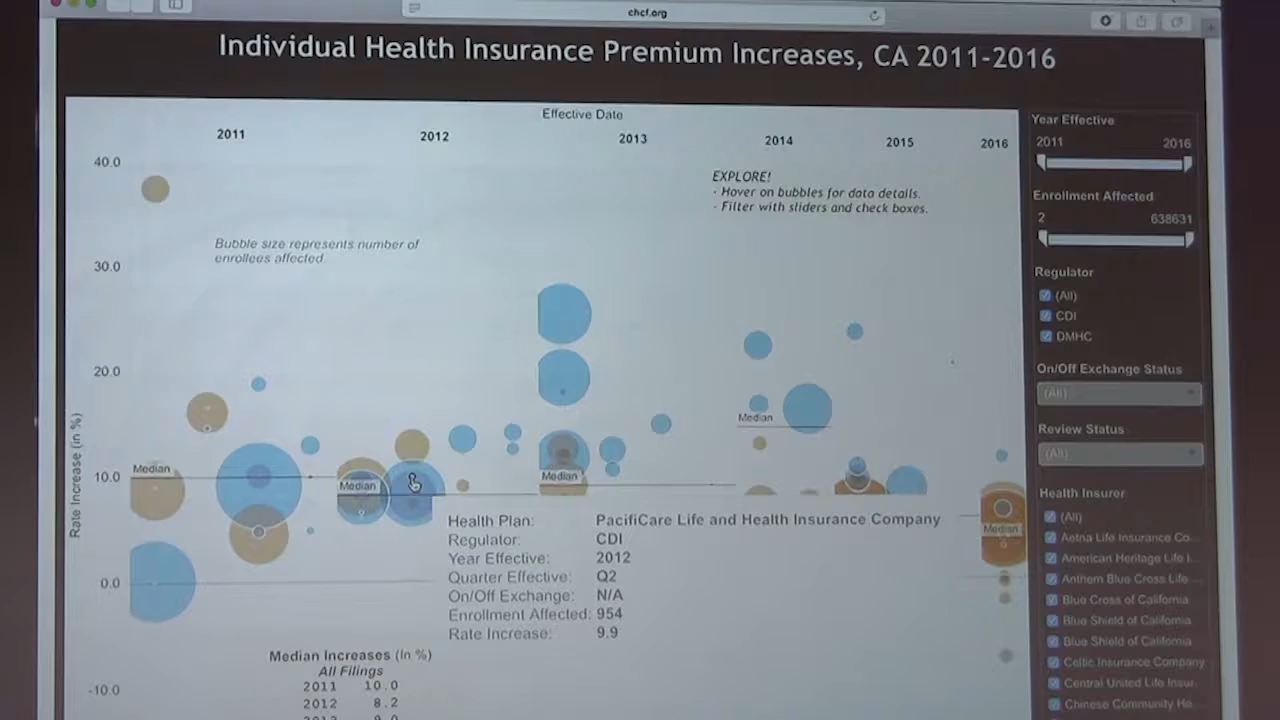 chcf.org
Individual Health Insurance Premium Increases, CA 2011-2016
Effective Date
2011 2012 2013 2014 2015 2016
40.0
30.0
20.0
10.0
0.0
-10.0
Rate Increase (in %)
EXPLORE!
- Hover on bubbles for data details.
- Filter with sliders and check boxes.
Bubble size represents number of
enrollees affected
Median
Median
Median
Median
Median
Health Plan: PacifiCare Life and Health Insurance Company
Regulator: CDI
Year Effective: 2012
Quarter Effective: Q2
On/Off Exchange: N/A
Enrollment Affected: 954
Rate Increase: 9.9
Median Increases (in %)
All Filings
2011 10.0
2012 8.2
Year Effective
2011 2016
Enrollment Affected
2 638631
Regulator
(All)
CDI
DMHC
On/Off Exchange Status
(All)
Review Status
(All)
Health Insurer
(All)
Aetna Life Insurance Co...
American Heritage Life I...
Anthem Blue Cross Life ...
Blue Cross of California
Blue Shield of California
Blue Shield of California
Celtic Insurance Company
Central United Life Insur...
Chinese Community He...